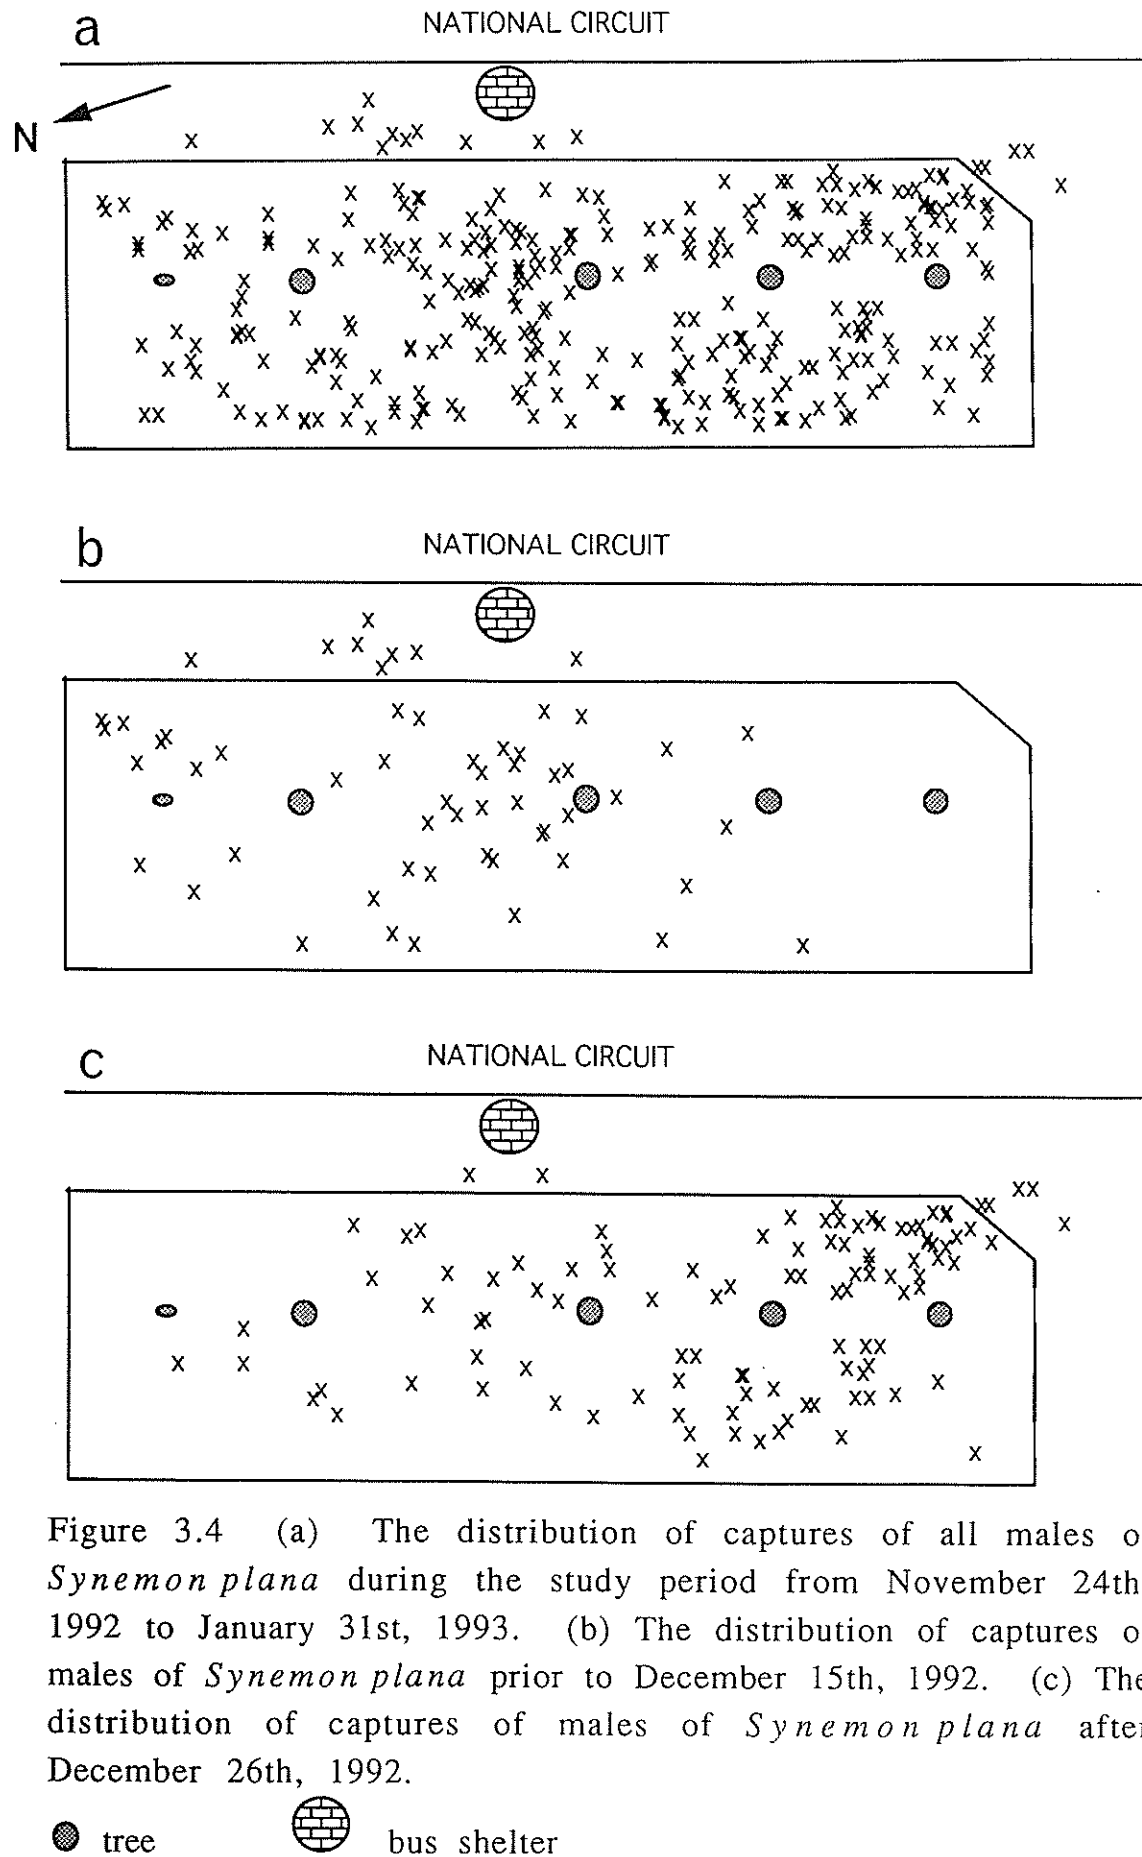 a
NATIONAL CIRCUIT
N
b
NATIONAL CIRCUIT
c
NATIONAL CIRCUIT
Figure 3.4 (a) The distribution of captures of all males o
Synemon plana during the study period from November 24th
1992 to January 31st, 1993. (b) The distribution of captures o
males of Synemon plana prior to December 15th, 1992. (c) The
distribution of captures of males of Synemon plana after
December 26th, 1992.
tree
bus shelter